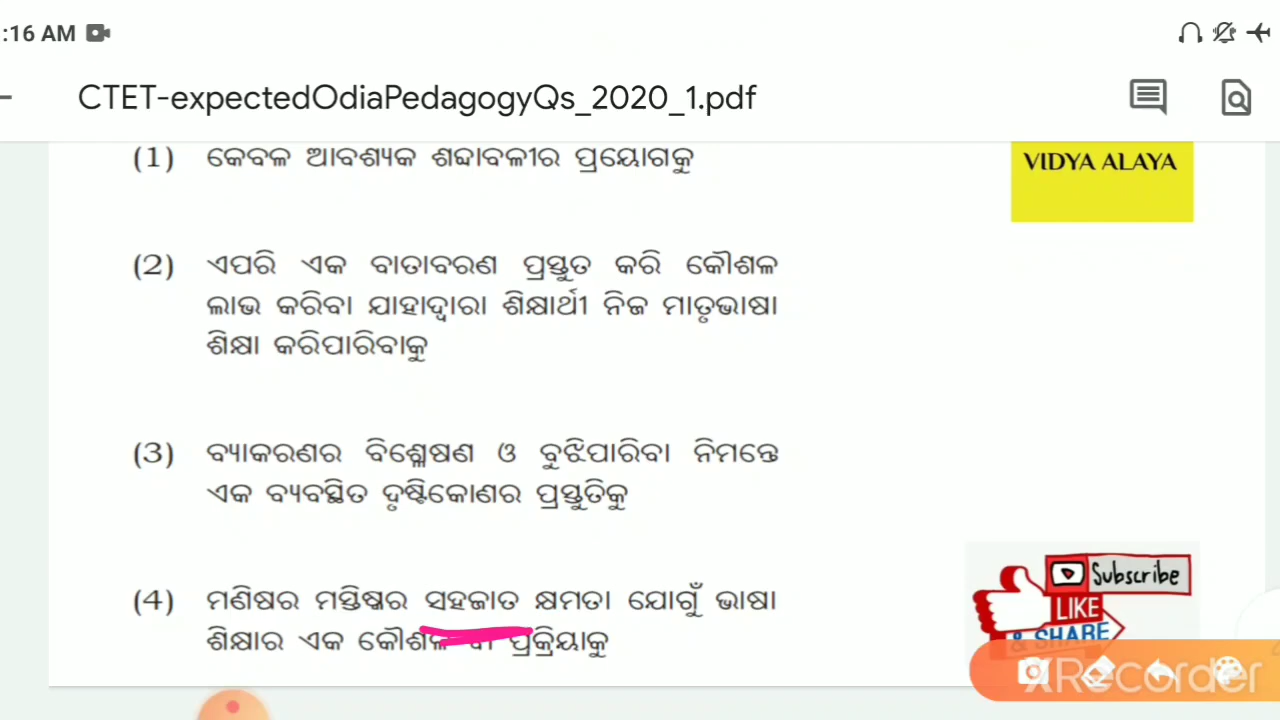 :16 AM
CTET-expectedOdiaPedagogyQs_2020_1.pdf
(1) କେବଳ ଆବଶ୍ୟକ ଶବ୍ଦାବଳୀର ପ୍ରୟୋଗକୁ
VIDYA ALAYA
(2) ଏପରି ଏକ ବାତାବରଣ ପ୍ରସ୍ତୁତ କରି କୌଶଳ
ଲାଭ କରିବା ଯାହାଦ୍ୱାରା ଶିକ୍ଷାର୍ଥୀ ନିଜ ମାତୃଭାଷା
ଶିକ୍ଷା କରିପାରିବାକୁ
(3) ବ୍ୟାକରଣର ବିଶ୍ଳେଷଣ ଓ ବୁଝିପାରିବା ନିମନ୍ତେ
ଏକ ବ୍ୟବସ୍ଥିତ ଦୃଷ୍ଟିକୋଣର ପ୍ରସ୍ତୁତିକୁ
(4) ମଣିଷର ମସ୍ତିଷ୍କର ସହଜାତ କ୍ଷମତା ଯୋଗୁଁ ଭାଷା
ଶିକ୍ଷାର ଏକ କୌଶଳ ବା ପ୍ରକ୍ରିୟାକୁ
Subscribe
LIKE
& SHARE
XRecorder